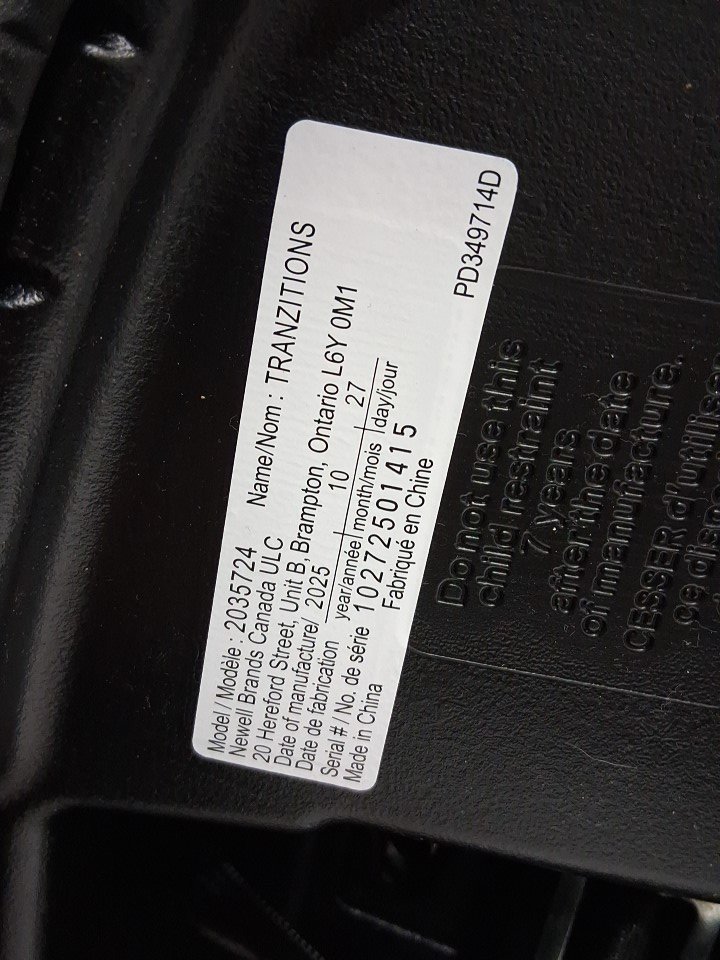 Model / Modèle : 2035724 Name/Nom : TRANZITIONS
Newell Brands Canada ULC
20 Hereford Street, Unit B, Brampton, Ontario L6Y 0M1
Date of manufacture/ 2025 10 27
Date de fabrication year/année month/mois day/jour
Serial # / No. de série 10272501415
Made in China Fabriqué en Chine
PD349714D
Do not use this
child restraint
7 years
after the date
of manufacture.
CESSER d'utiliser